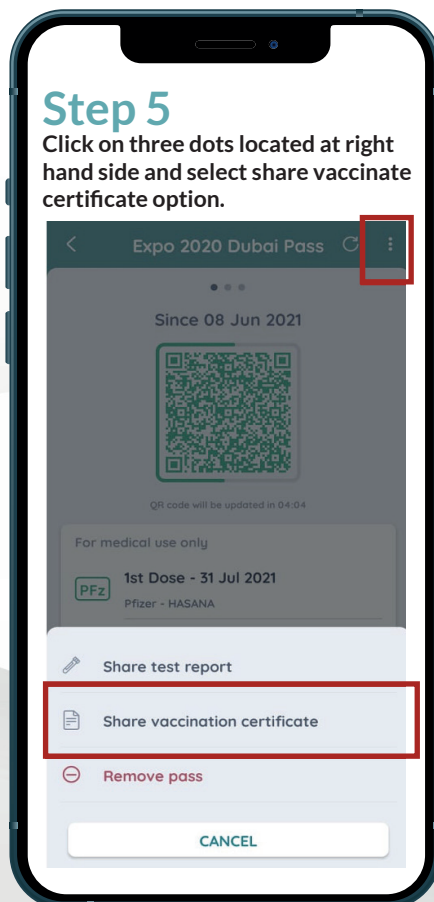 Step 5
Click on three dots located at right
hand side and select share vaccinate
certificate option.
Expo 2020 Dubai Pass
Since 08 Jun 2021
QR code will be updated in 04:04
For medical use only
PFz
1st Dose - 31 Jul 2021
Pfizer - HASANA
Share test report
Share vaccination certificate
Remove pass
CANCEL